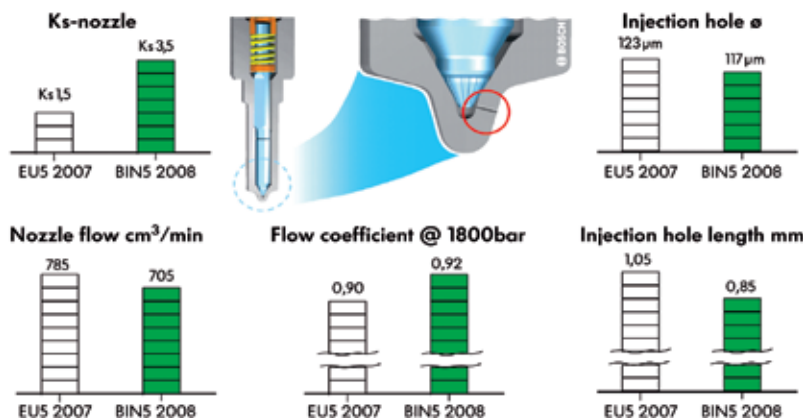 Ks-nozzle
Ks 3,5
Ks 1,5
EU5 2007 BIN5 2008
© BOSCH
Injection hole ø
123 µm
117 µm
EU5 2007 BIN5 2008
Nozzle flow cm³/min
785
705
EU5 2007 BIN5 2008
Flow coefficient @ 1800bar
0,92
0,90
EU5 2007 BIN5 2008
Injection hole length mm
1,05
0,85
EU5 2007 BIN5 2008